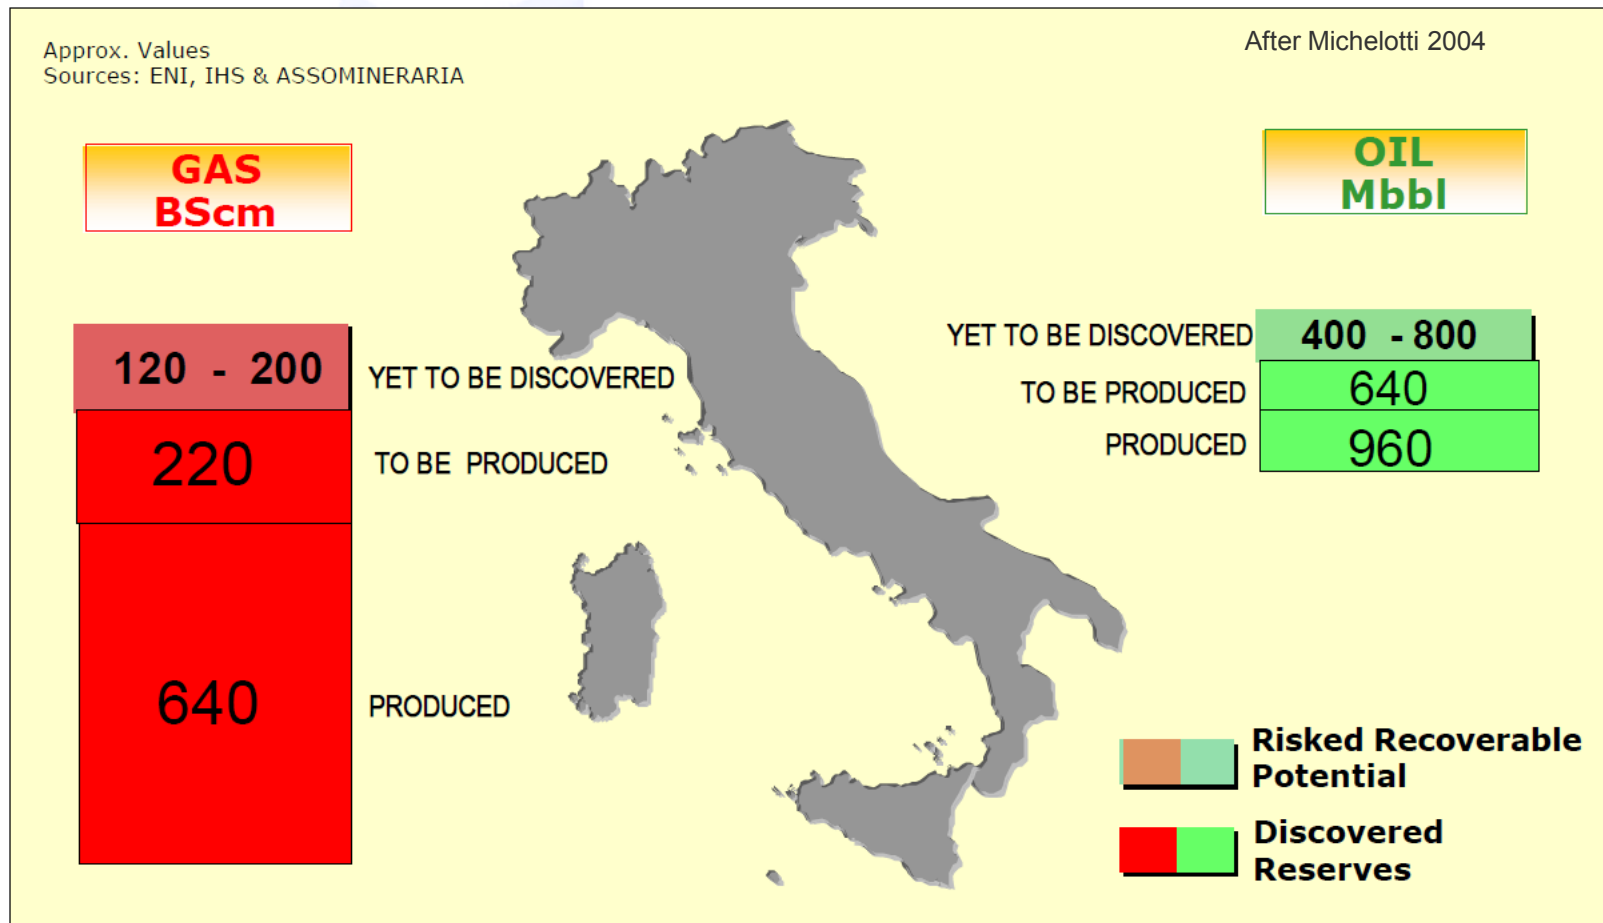 Approx. Values
Sources: ENI, IHS & ASSOMINERARIA
After Michelotti 2004
GAS
BScm
OIL
Mbbl
120 - 200
YET TO BE DISCOVERED
220
TO BE PRODUCED
640
PRODUCED
YET TO BE DISCOVERED
400 - 800
TO BE PRODUCED
640
PRODUCED
960
Risked Recoverable
Potential
Discovered
Reserves